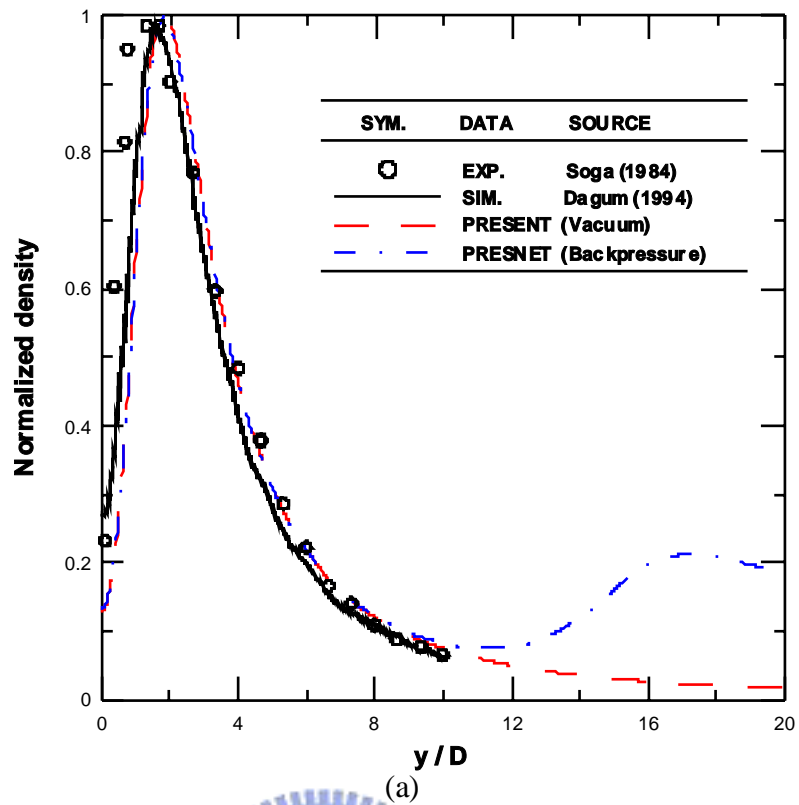 1
0.8
0.6
0.4
0.2
0
Normalized density
SYM. DATA SOURCE
EXP. Soga (1984)
SIM. Dagum (1994)
PRESENT (Vacuum)
PRESNET (Backpressure)
0 4 8 12 16 20
y / D
(a)